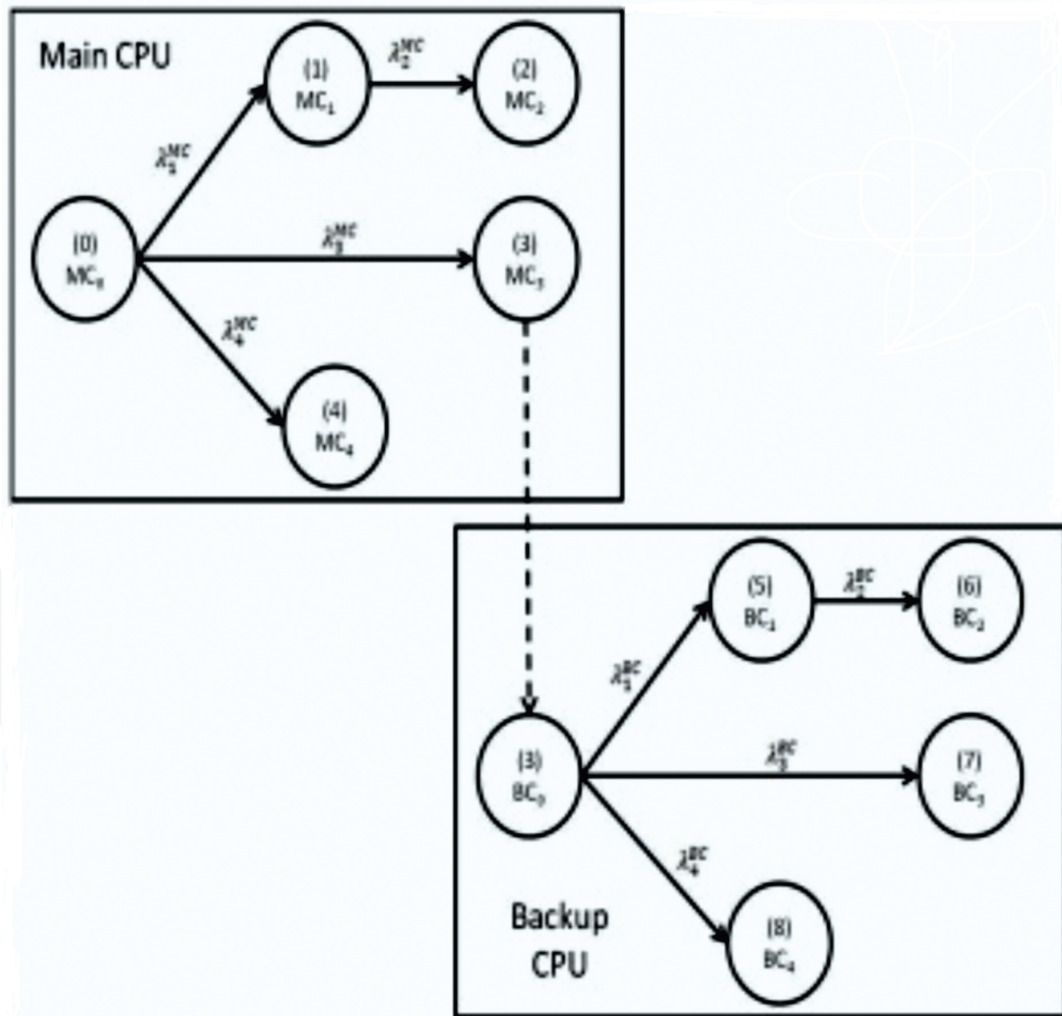 Main CPU
(0)
MC₀
λ₁ᴹᶜ
(1)
MC₁
λ₂ᴹᶜ
(2)
MC₂
λ₃ᴹᶜ
(3)
MC₃
λ₄ᴹᶜ
(4)
MC₄
(3)
BC₀
λ₁ᴮᶜ
(5)
BC₁
λ₂ᴮᶜ
(6)
BC₂
λ₃ᴮᶜ
(7)
BC₃
λ₄ᴮᶜ
(8)
BC₄
Backup
CPU